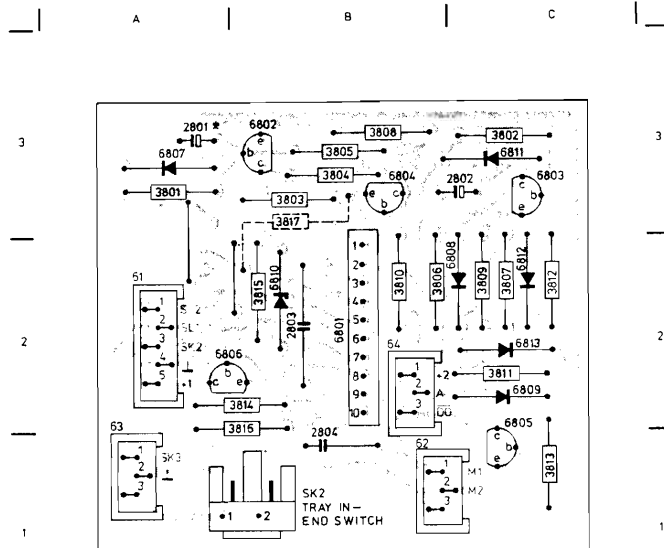 A B C
3 3
2801 *
6802
3808
3802
6807
3805
6811
3804
6804
2802
6803
3801
3803
3817
e
b
c
e c
b
c
b
e
1
2
3
4
5
6
7
8
9
10
6801
3815
6810
2803
3810
3806
6808
3809
3807
6812
3812
61
1
2
3 SK2
4
5 +1
2 2
6806
b
c e
64
1 +2
2 A
3
6813
3811
6809
3814
3816
2804
6805
c
b
e
3813
63
1 SK3
2
3
SK2
TRAY IN-
END SWITCH
1 2
62
1 M1
2 M2
3
1 1